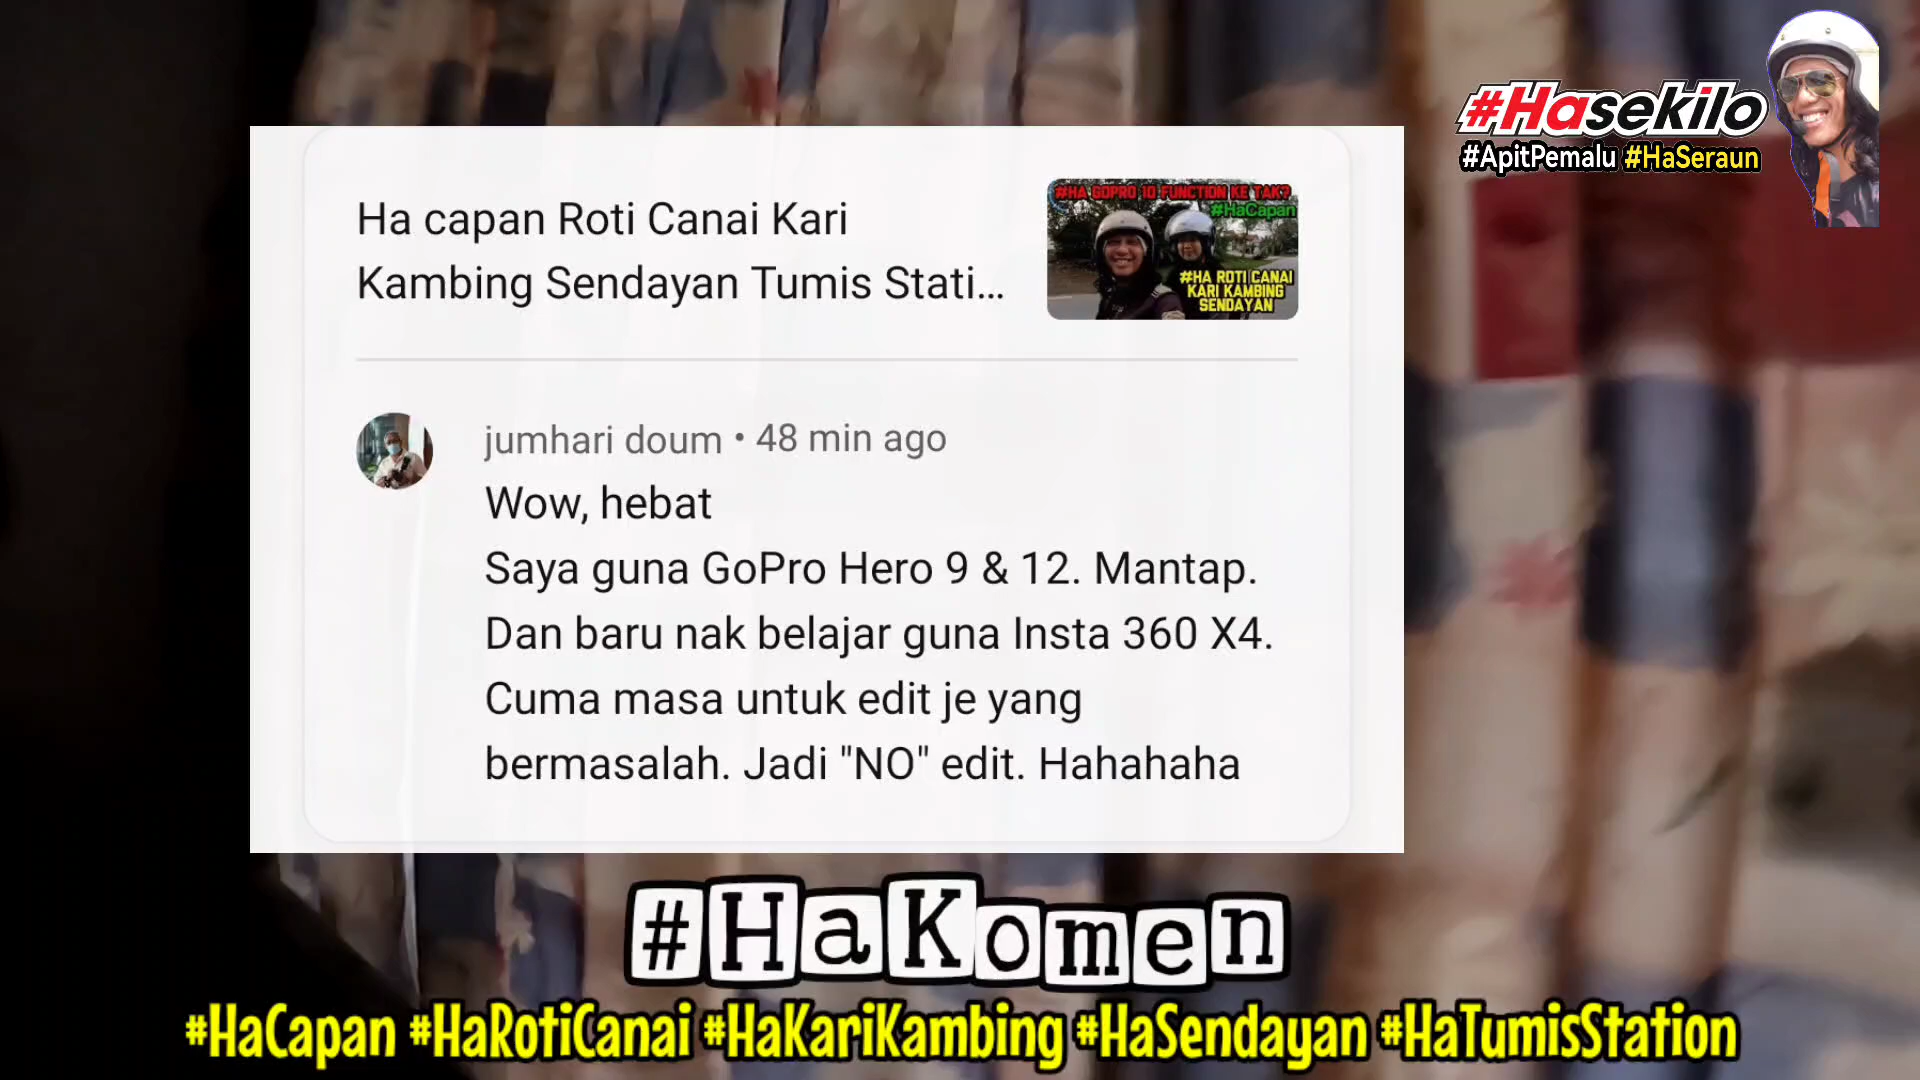 #Hasekilo
#ApitPemalu #HaSeraun
Ha capan Roti Canai Kari
Kambing Sendayan Tumis Stati...
#HA GOPRO 10 FUNCTION KE TAK?
#HaCapan
#HA ROTI CANAI
KARI KAMBING
SENDAYAN
jumhari doum • 48 min ago
Wow, hebat
Saya guna GoPro Hero 9 & 12. Mantap.
Dan baru nak belajar guna Insta 360 X4.
Cuma masa untuk edit je yang
bermasalah. Jadi "NO" edit. Hahahaha
#HaKomen
#HaCapan #HaRotiCanai #HaKariKambing #HaSendayan #HaTumisStation